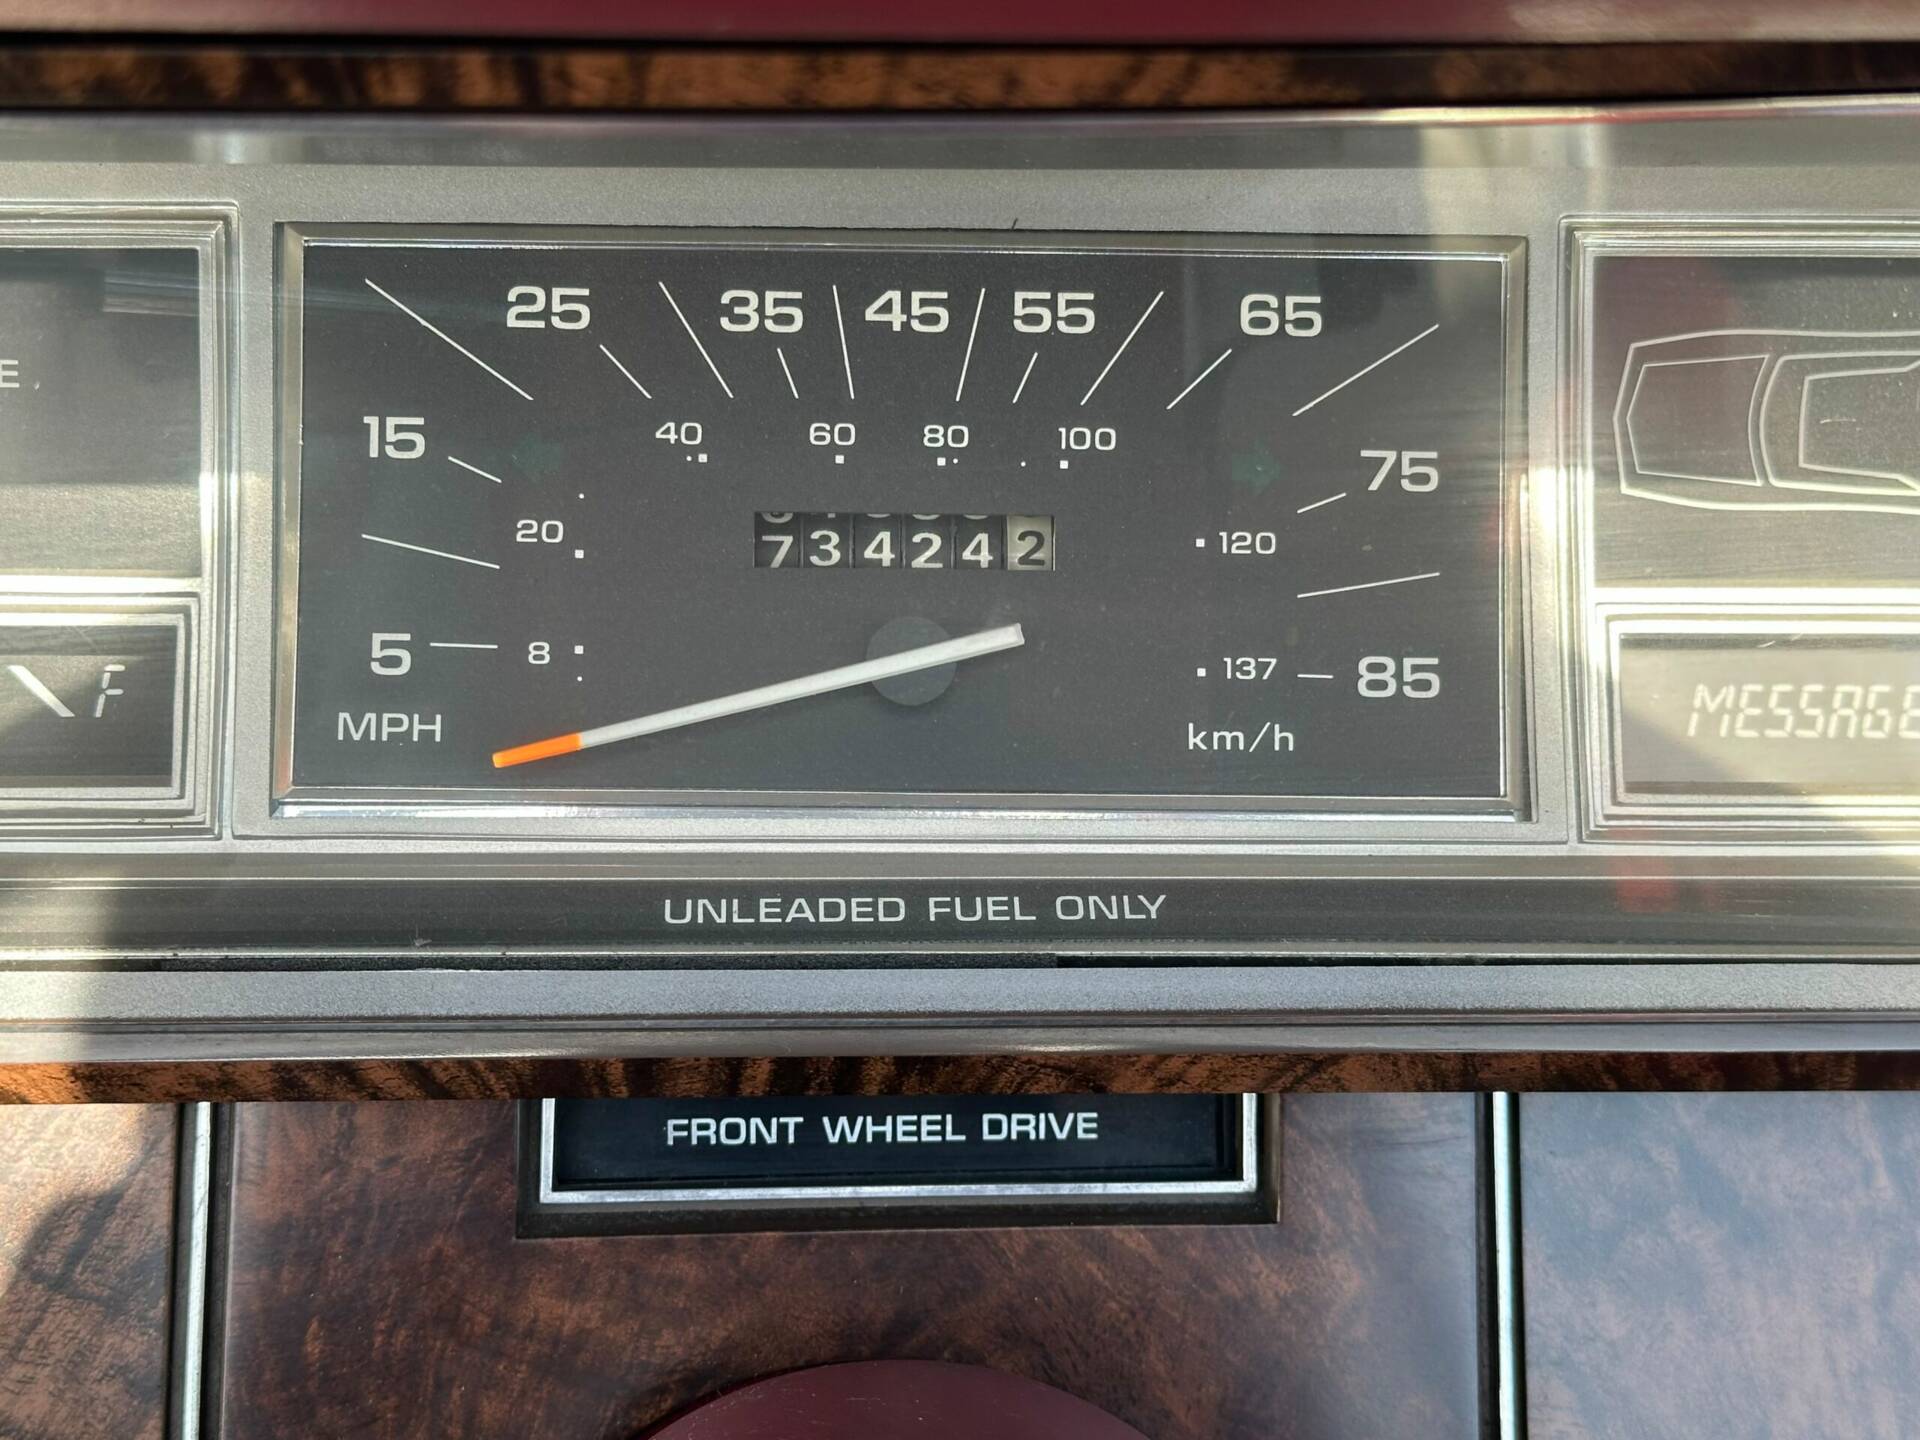 25 35 45 55 65
15 40 60 80 100 75
20 734242 120
5 8 137 85
MPH km/h
E
F
MESSAGE
UNLEADED FUEL ONLY
FRONT WHEEL DRIVE